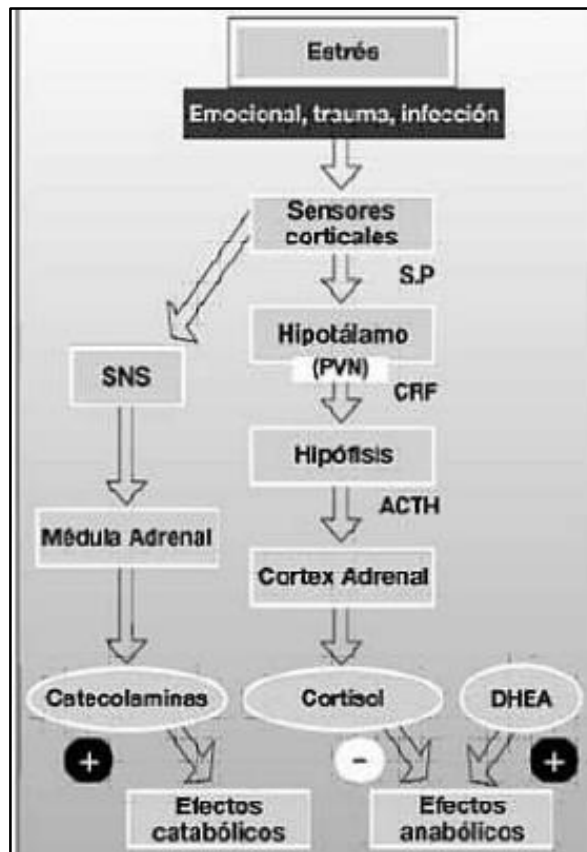 Estrés
Emocional, trauma, infección
Sensores
corticales
S.P
Hipotálamo
(PVN)
SNS
CRF
Hipófisis
ACTH
Médula Adrenal
Cortex Adrenal
Catecolaminas
Cortisol
DHEA
+
-
+
Efectos
catabólicos
Efectos
anabólicos